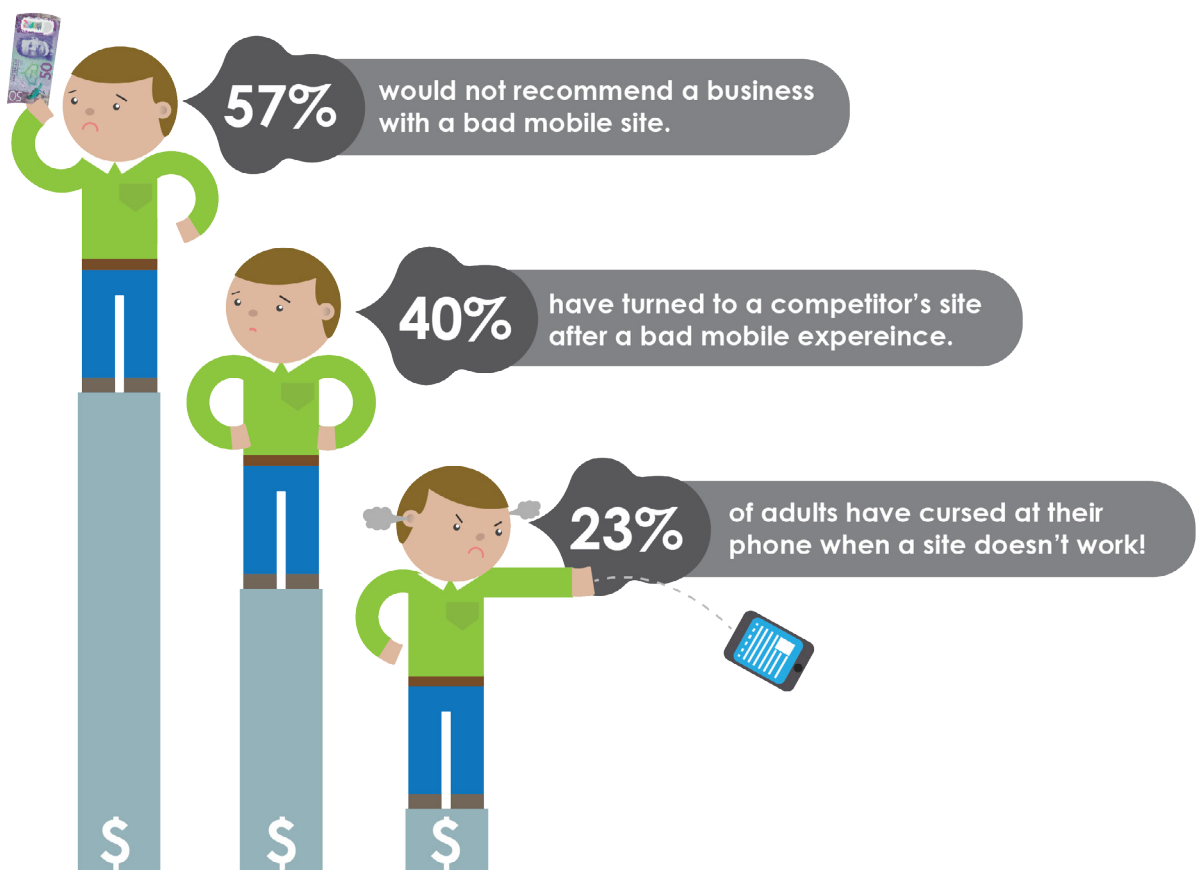 50
57%
would not recommend a business
with a bad mobile site.
40%
have turned to a competitor's site
after a bad mobile expereince.
23%
of adults have cursed at their
phone when a site doesn't work!
$
$
$